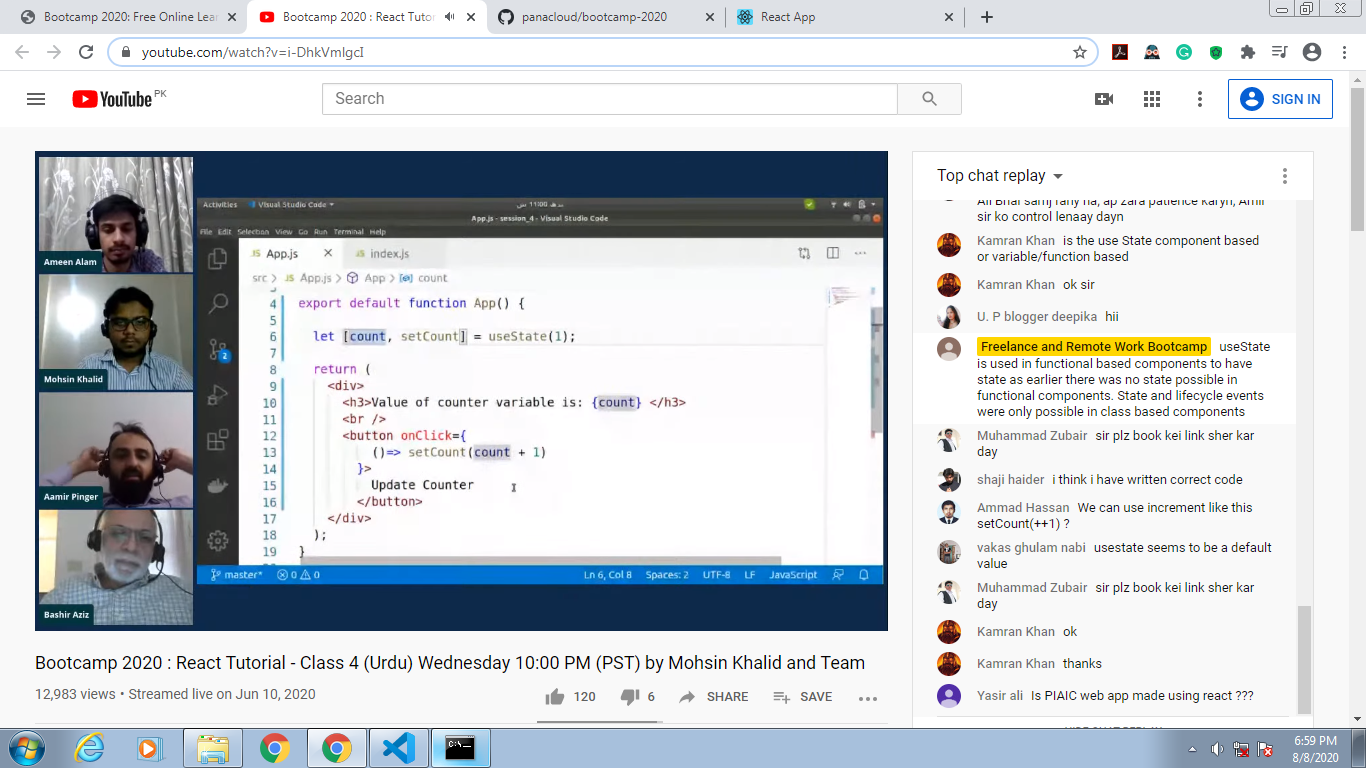 Bootcamp 2020: Free Online Lea
Bootcamp 2020 : React Tutor
panacloud/bootcamp-2020
React App
youtube.com/watch?v=i-DhkVmlgcI
YouTube PK
Search
SIGN IN
Activities Visual Studio Code
App.js - session_4 - Visual Studio Code
File Edit Selection View Go Run Terminal Help
JS App.js
JS index.js
src > JS App.js > App > count
2
4 export default function App() {
5
6 let [count, setCount] = useState(1);
7
8 return (
9 <div>
10 <h3>Value of counter variable is: {count} </h3>
11 <br />
12 <button onClick={
13 ()=> setCount(count + 1)
14 }>
15 Update Counter
16 </button>
17 </div>
18 );
19 }
master* 0 0 Ln 6, Col 8 Spaces: 2 UTF-8 LF JavaScript
Ameen Alam
Mohsin Khalid
Aamir Pinger
Bashir Aziz
Bootcamp 2020 : React Tutorial - Class 4 (Urdu) Wednesday 10:00 PM (PST) by Mohsin Khalid and Team
12,983 views • Streamed live on Jun 10, 2020
120 6 SHARE SAVE
Top chat replay
sir ko control lenaay dayn
Kamran Khan is the use State component based
or variable/function based
Kamran Khan ok sir
U. P blogger deepika hii
Freelance and Remote Work Bootcamp useState
is used in functional based components to have
state as earlier there was no state possible in
functional components. State and lifecycle events
were only possible in class based components
Muhammad Zubair sir plz book kei link sher kar
day
shaji haider i think i have written correct code
Ammad Hassan We can use increment like this
setCount(++1) ?
vakas ghulam nabi usestate seems to be a default
value
Muhammad Zubair sir plz book kei link sher kar
day
Kamran Khan ok
Kamran Khan thanks
Yasir ali Is PIAIC web app made using react ???
6:59 PM
8/8/2020